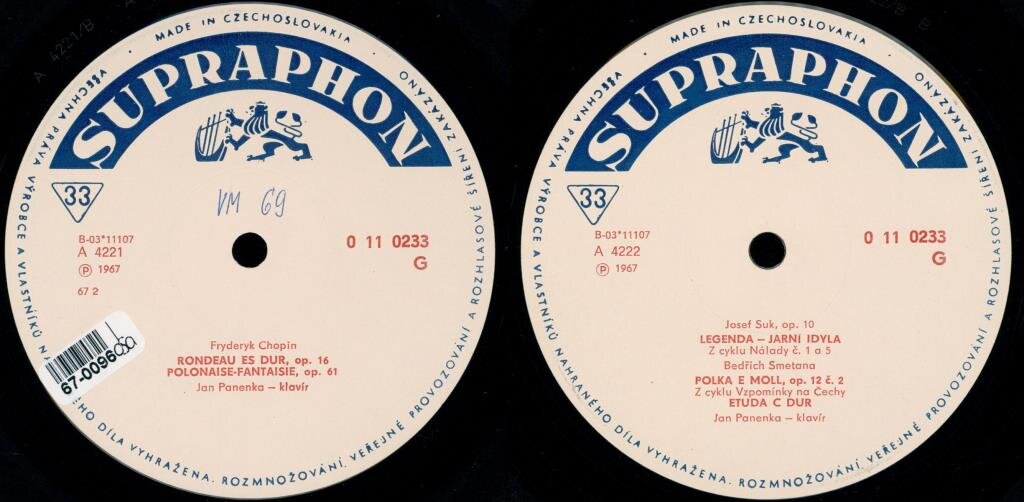 A 4221/B
MADE IN CZECHOSLOVAKIA
VŠECHNA PRÁVA VÝROBCE A VLASTNÍKŮ NAHRANÉHO DÍLA VYHRAŽENA. ROZMNOŽOVÁNÍ, VEŘEJNÉ PROVOZOVÁNÍ A ROZHLASOVÉ ŠÍŘENÍ ZAKÁZÁNO
SUPRAPHON
33
VM 69
B-03*11107
A 4221
℗ 1967
67 2
0 11 0233
G
67-0096
Fryderyk Chopin
RONDEAU ES DUR, op. 16
POLONAISE-FANTAISIE, op. 61
Jan Panenka – klavír
MADE IN CZECHOSLOVAKIA
VŠECHNA PRÁVA VÝROBCE A VLASTNÍKŮ NAHRANÉHO DÍLA VYHRAŽENA. ROZMNOŽOVÁNÍ, VEŘEJNÉ PROVOZOVÁNÍ A ROZHLASOVÉ ŠÍŘENÍ ZAKÁZÁNO
SUPRAPHON
33
B-03*11107
A 4222
℗ 1967
0 11 0233
G
Josef Suk, op. 10
LEGENDA – JARNÍ IDYLA
Z cyklu Nálady č. 1 a 5
Bedřich Smetana
POLKA E MOLL, op. 12 č. 2
Z cyklu Vzpomínky na Čechy
ETUDA C DUR
Jan Panenka – klavír